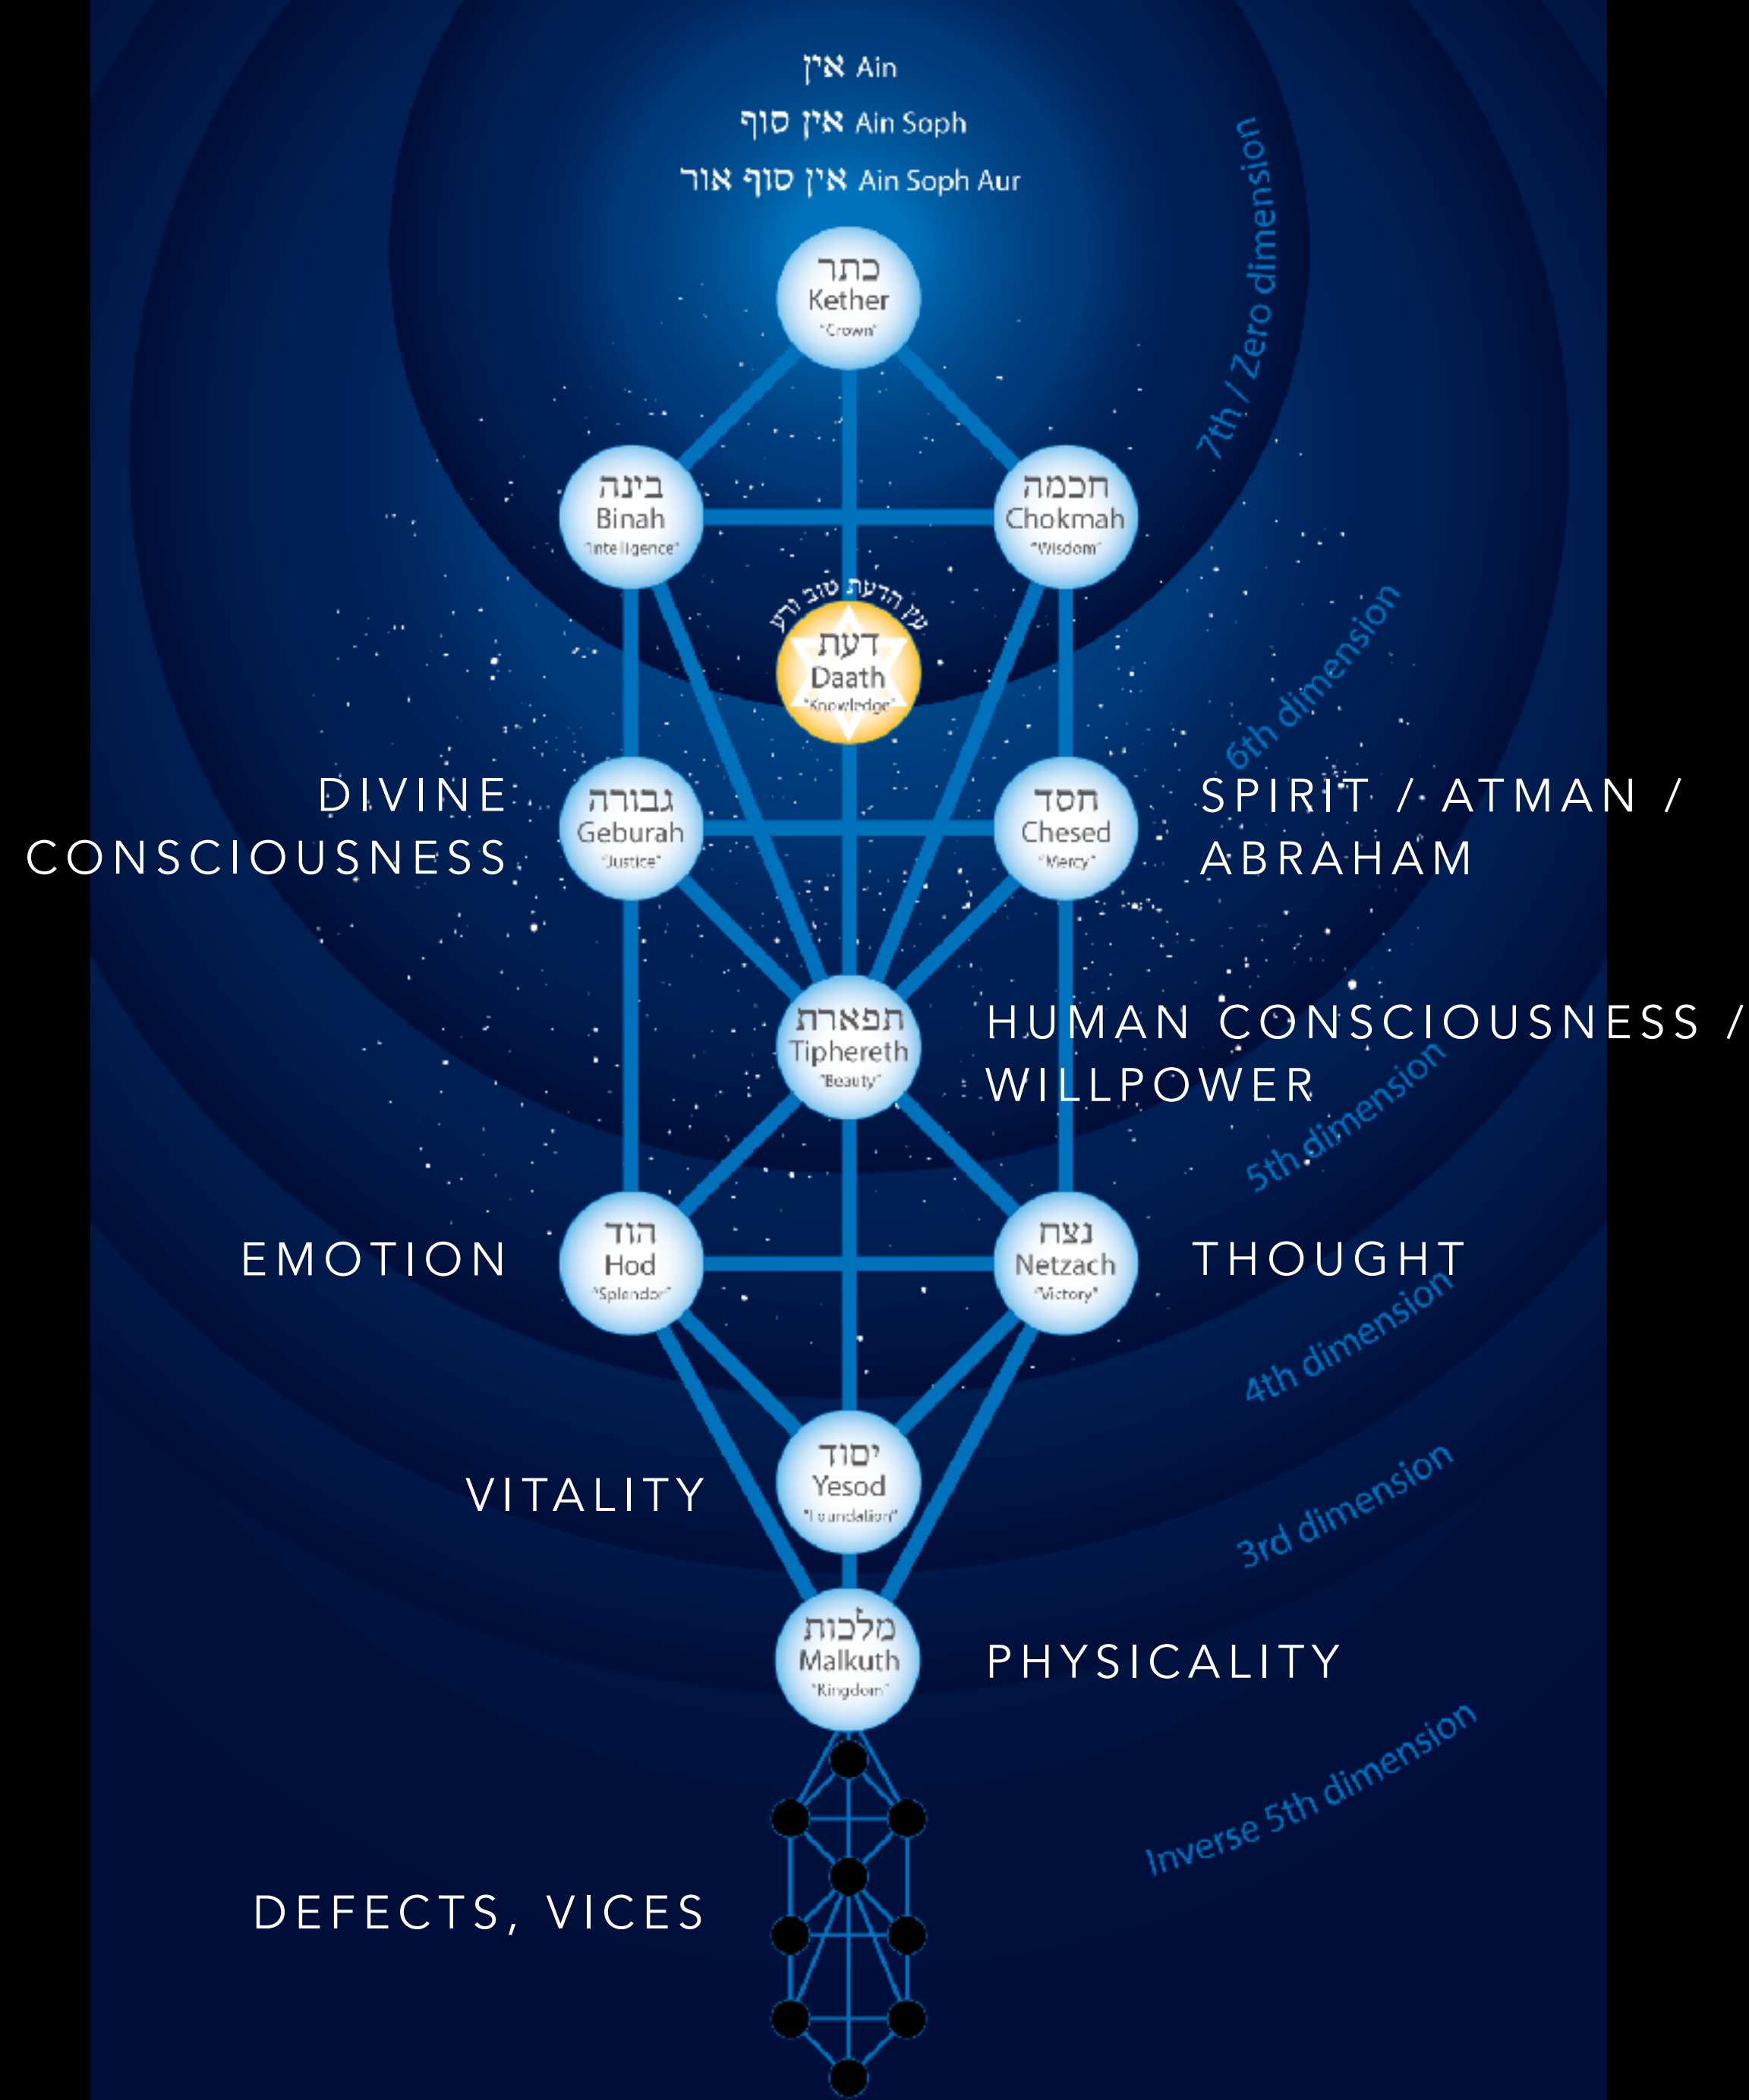 אין Ain
אין סוף Ain Soph
אין סוף אור Ain Soph Aur
כתר
Kether
"Crown"
7th / Zero dimension
בינה
Binah
"Intelligence"
חכמה
Chokmah
"Wisdom"
עץ הדעת טוב ורע
דעת
Daath
"Knowledge"
6th dimension
DIVINE
CONSCIOUSNESS
גבורה
Geburah
"Justice"
חסד
Chesed
"Mercy"
SPIRIT / ATMAN /
ABRAHAM
תפארת
Tiphereth
"Beauty"
HUMAN CONSCIOUSNESS /
WILLPOWER
5th dimension
EMOTION
הוד
Hod
"Splendor"
נצח
Netzach
"Victory"
THOUGHT
4th dimension
VITALITY
יסוד
Yesod
"Foundation"
3rd dimension
מלכות
Malkuth
"Kingdom"
PHYSICALITY
Inverse 5th dimension
DEFECTS, VICES